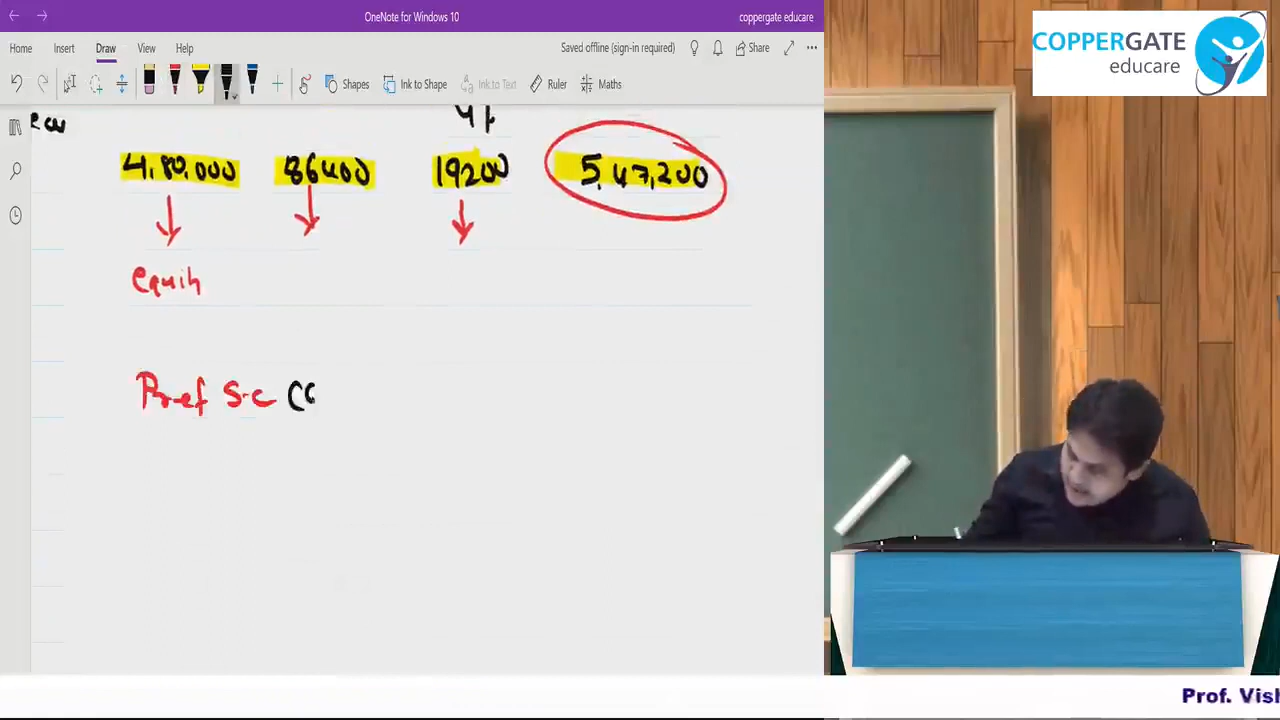 OneNote for Windows 10
coppergate educare
Home Insert Draw View Help
Saved offline (sign-in required)
Share
Shapes
Ink to Shape
Ink to Text
Ruler
Maths
COPPERGATE
educare
4,80,000 86400 19200 5,47,200
equih
Pref S.C (
Prof. Vish